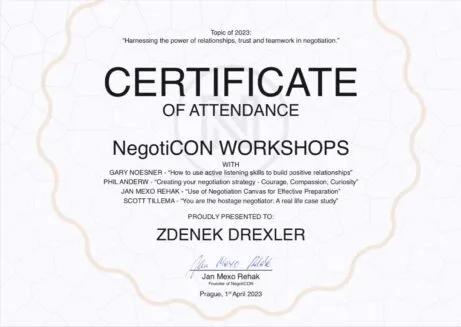 Topic of 2023:
"Harnessing the power of relationships, trust and teamwork in negotiation."
CERTIFICATE
OF ATTENDANCE
NegotiCON WORKSHOPS
WITH
GARY NOESNER - "How to use active listening skills to build positive relationships"
PHIL ANDERW - "Creating your negotiation strategy - Courage, Compassion, Curiosity"
JAN MEXO REHAK - "Use of Negotiation Canvas for Effective Preparation"
SCOTT TILLEMA - "You are the hostage negotiator: A real life case study"
PROUDLY PRESENTED TO:
ZDENEK DREXLER
Jan Mexo Rehak
Jan Mexo Rehak
Founder of NegotiCON
Prague, 1st April 2023